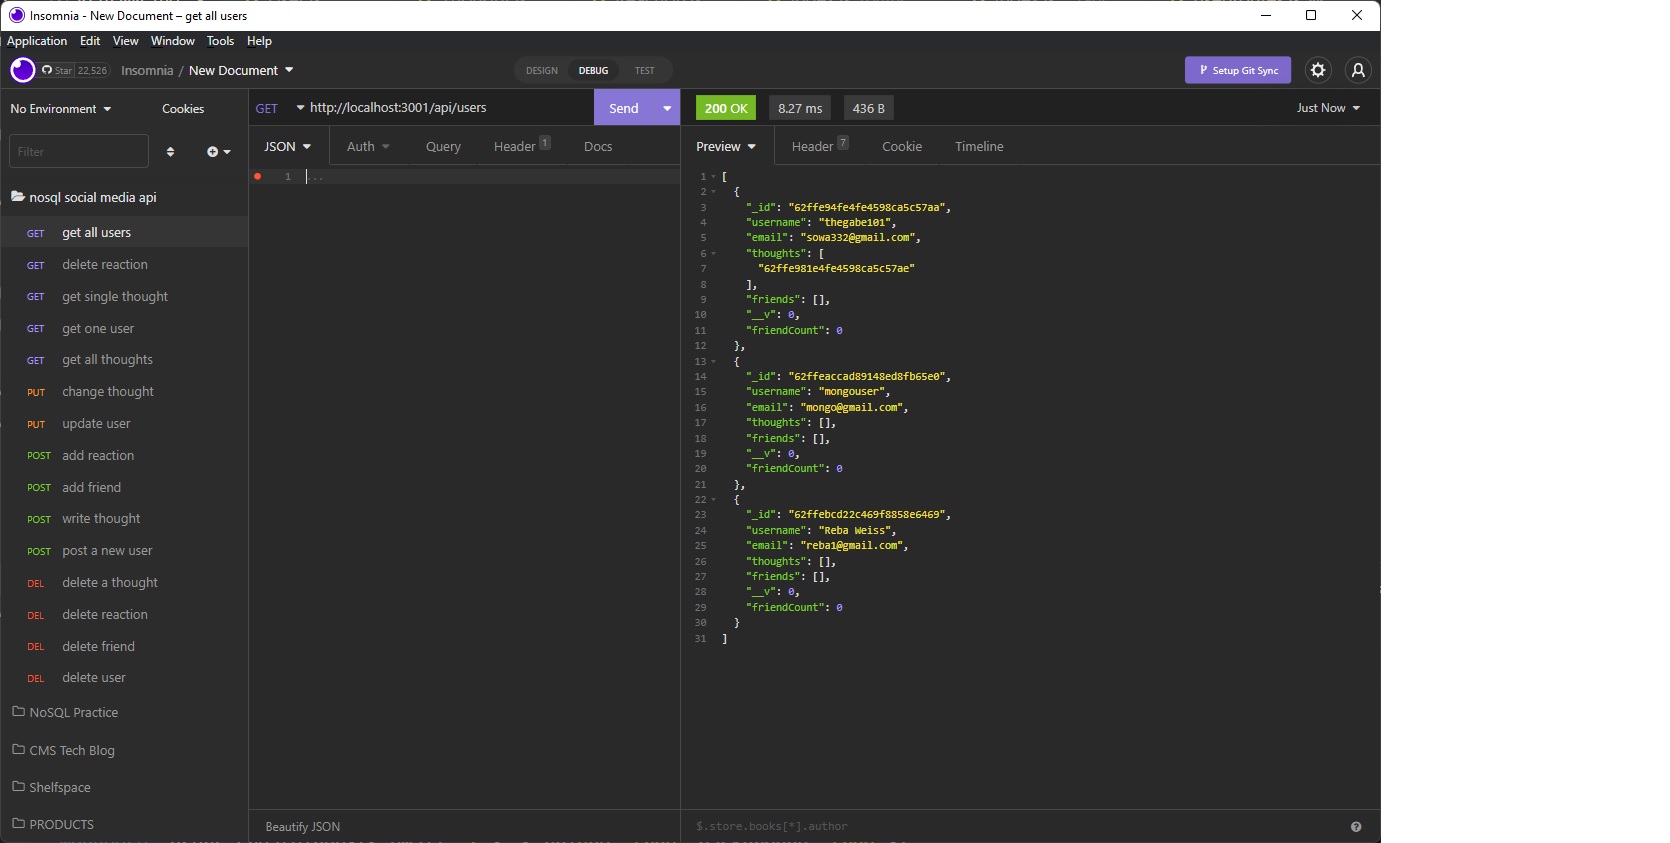 Insomnia - New Document – get all users
Application Edit View Window Tools Help
Star 22,526 Insomnia / New Document DESIGN DEBUG TEST Setup Git Sync
No Environment Cookies GET http://localhost:3001/api/users Send 200 OK 8.27 ms 436 B Just Now
Filter JSON Auth Query Header 1 Docs Preview Header 7 Cookie Timeline
nosql social media api
GET get all users
GET delete reaction
GET get single thought
GET get one user
GET get all thoughts
PUT change thought
PUT update user
POST add reaction
POST add friend
POST write thought
POST post a new user
DEL delete a thought
DEL delete reaction
DEL delete friend
DEL delete user
NoSQL Practice
CMS Tech Blog
Shelfspace
PRODUCTS
1 ...
Beautify JSON
1 [
2 {
3 "_id": "62ffe94fe4fe4598ca5c57aa",
4 "username": "thegabe101",
5 "email": "sowa332@gmail.com",
6 "thoughts": [
7 "62ffe981e4fe4598ca5c57ae"
8 ],
9 "friends": [],
10 "__v": 0,
11 "friendCount": 0
12 },
13 {
14 "_id": "62ffeaccad89148ed8fb65e0",
15 "username": "mongouser",
16 "email": "mongo@gmail.com",
17 "thoughts": [],
18 "friends": [],
19 "__v": 0,
20 "friendCount": 0
21 },
22 {
23 "_id": "62ffebcd22c469f8858e6469",
24 "username": "Reba Weiss",
25 "email": "reba1@gmail.com",
26 "thoughts": [],
27 "friends": [],
28 "__v": 0,
29 "friendCount": 0
30 }
31 ]
$.store.books[*].author